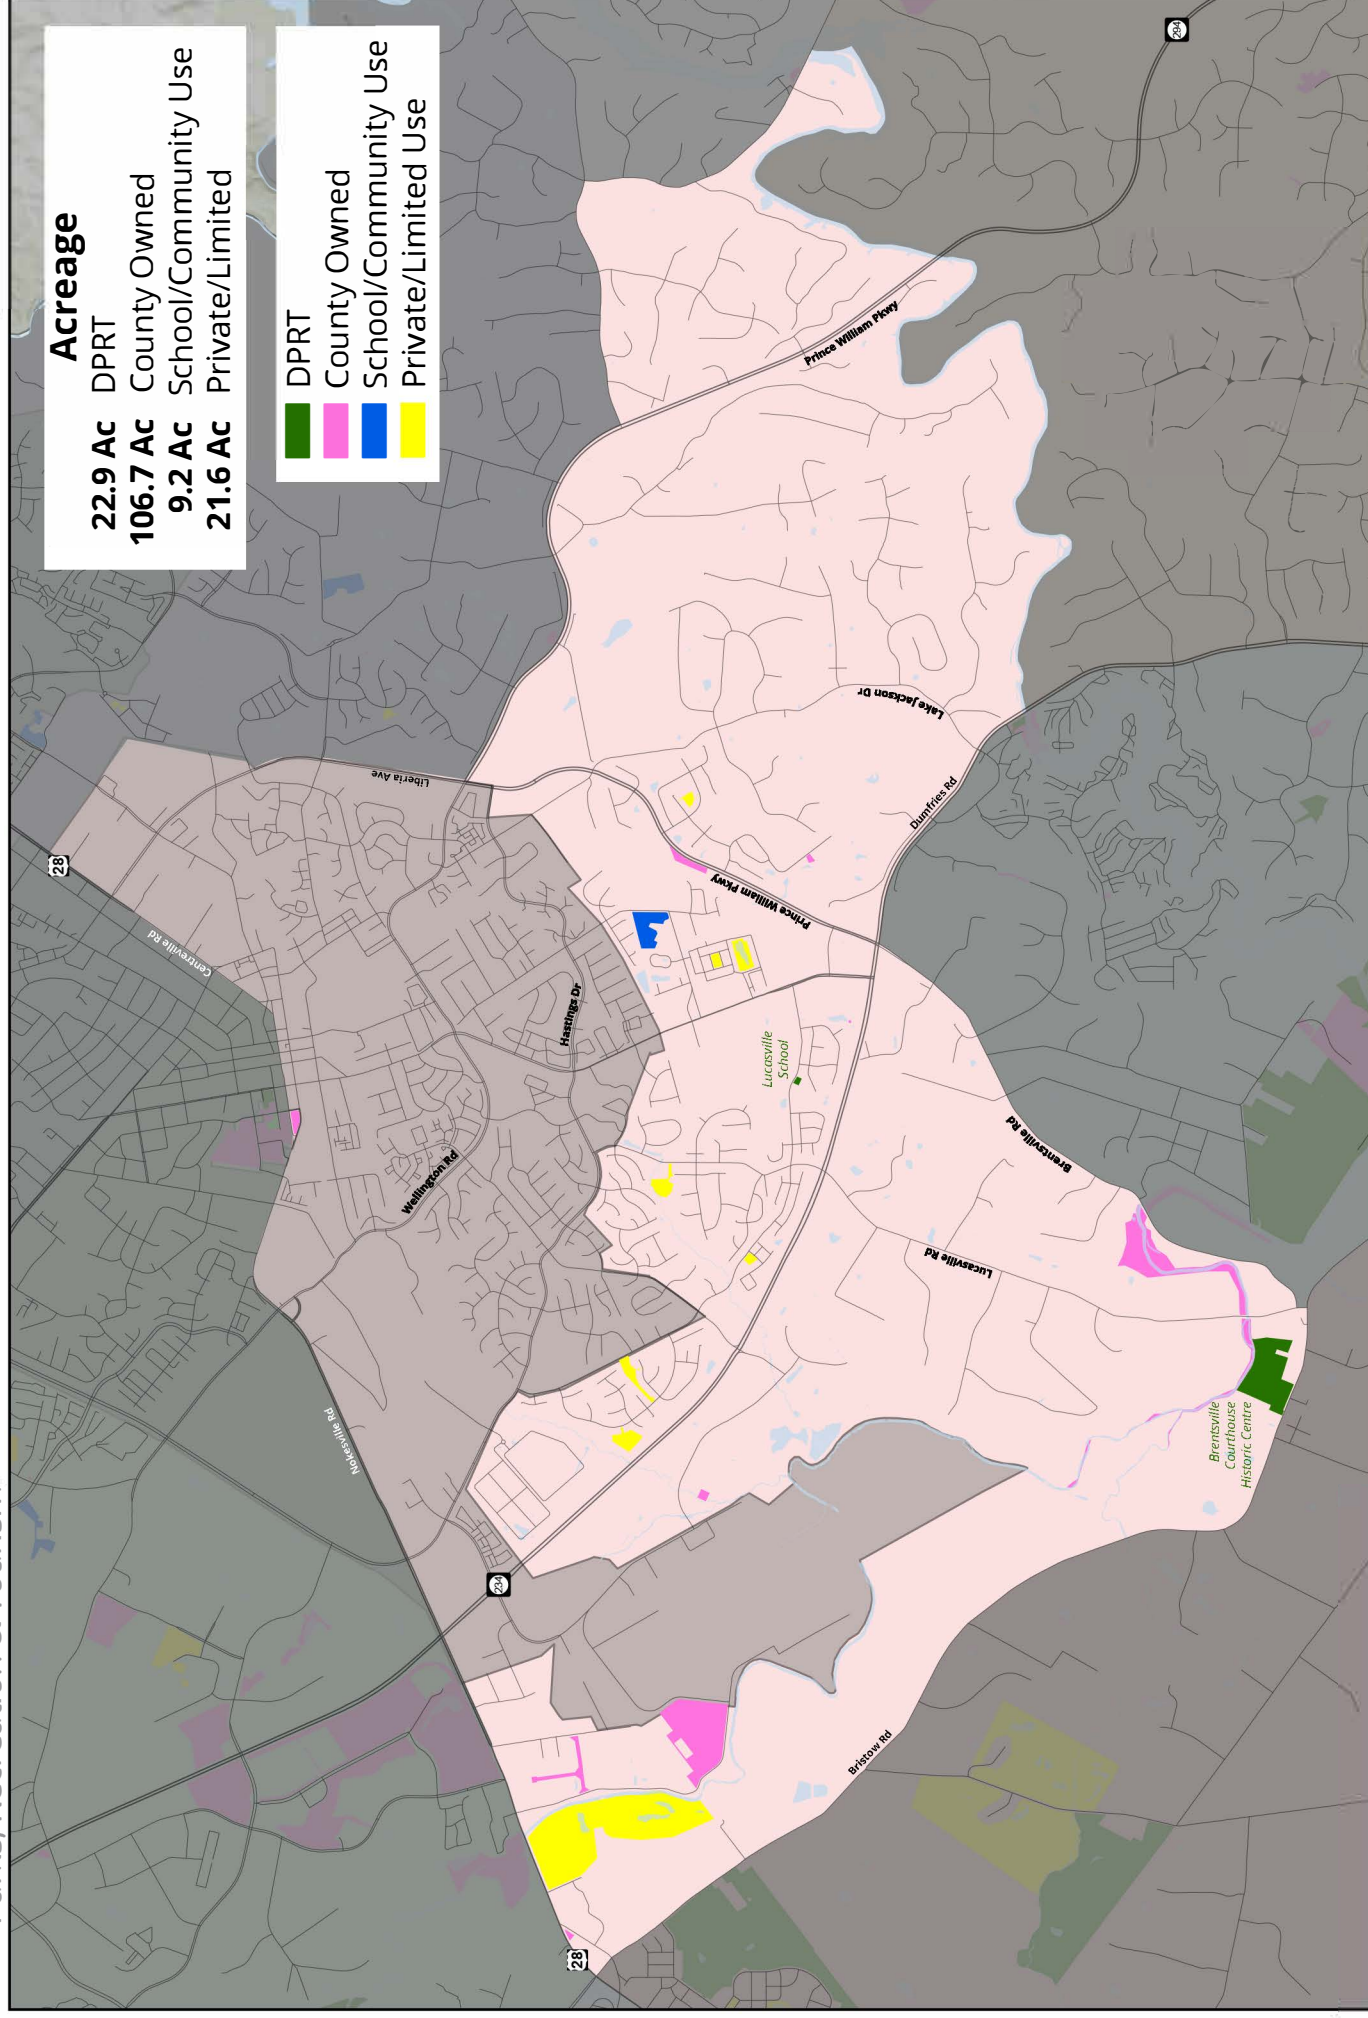 Acreage
22.9 Ac DPRT
106.7 Ac County Owned
9.2 Ac School/Community Use
21.6 Ac Private/Limited
DPRT
County Owned
School/Community Use
Private/Limited Use
28
Centreville Rd
Liberia Ave
294
Prince William Pkwy
Hastings Dr
Wellington Rd
Nokesville Rd
Prince William Pkwy
Lake Jackson Dr
Dumfries Rd
Lucasville
School
234
Lucasville Rd
Brentsville Rd
Brentsville
Courthouse
Historic Centre
Bristow Rd
28